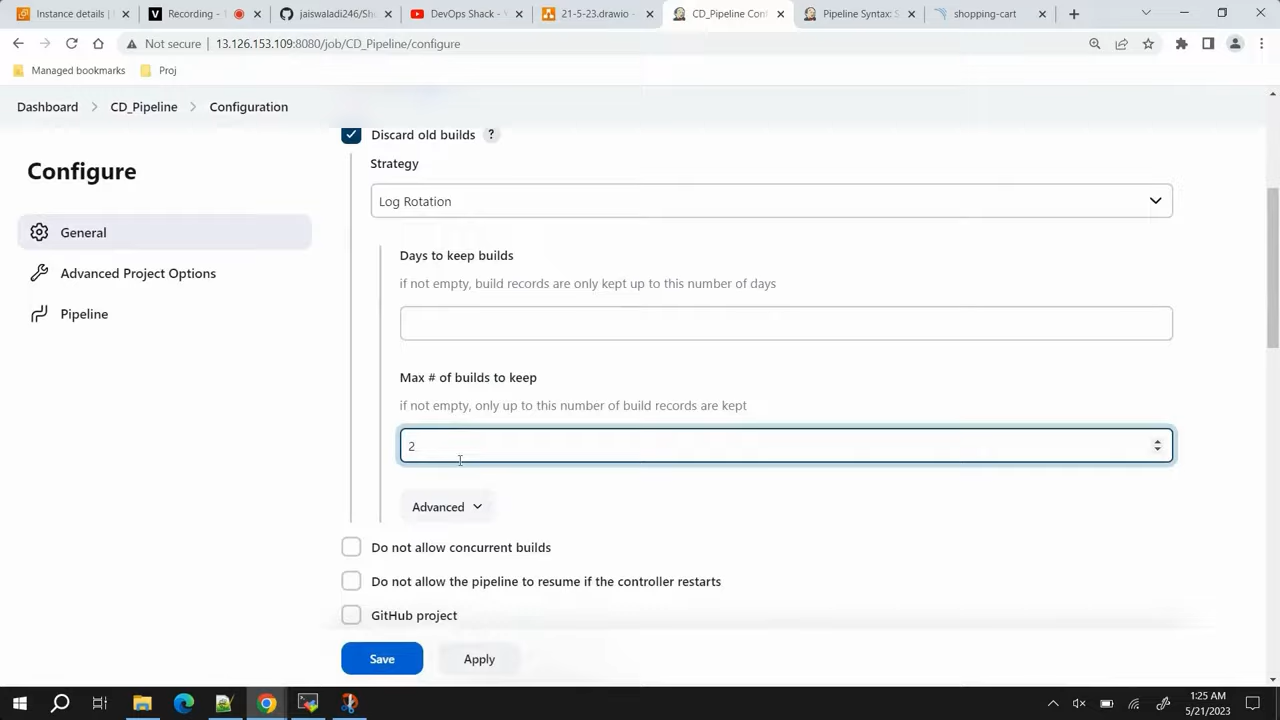 Instance details |
Recording -
jaiswaladi246/Sho
DevOps Shack -
21-5-23.drawio
CD_Pipeline Con
Pipeline Syntax: S
shopping-cart
Not secure
13.126.153.109:8080/job/CD_Pipeline/configure
Managed bookmarks
Proj
Dashboard
CD_Pipeline
Configuration
Configure
General
Advanced Project Options
Pipeline
Discard old builds ?
Strategy
Log Rotation
Days to keep builds
if not empty, build records are only kept up to this number of days
Max # of builds to keep
if not empty, only up to this number of build records are kept
2
Advanced
Do not allow concurrent builds
Do not allow the pipeline to resume if the controller restarts
GitHub project
Save
Apply
1:25 AM
5/21/2023